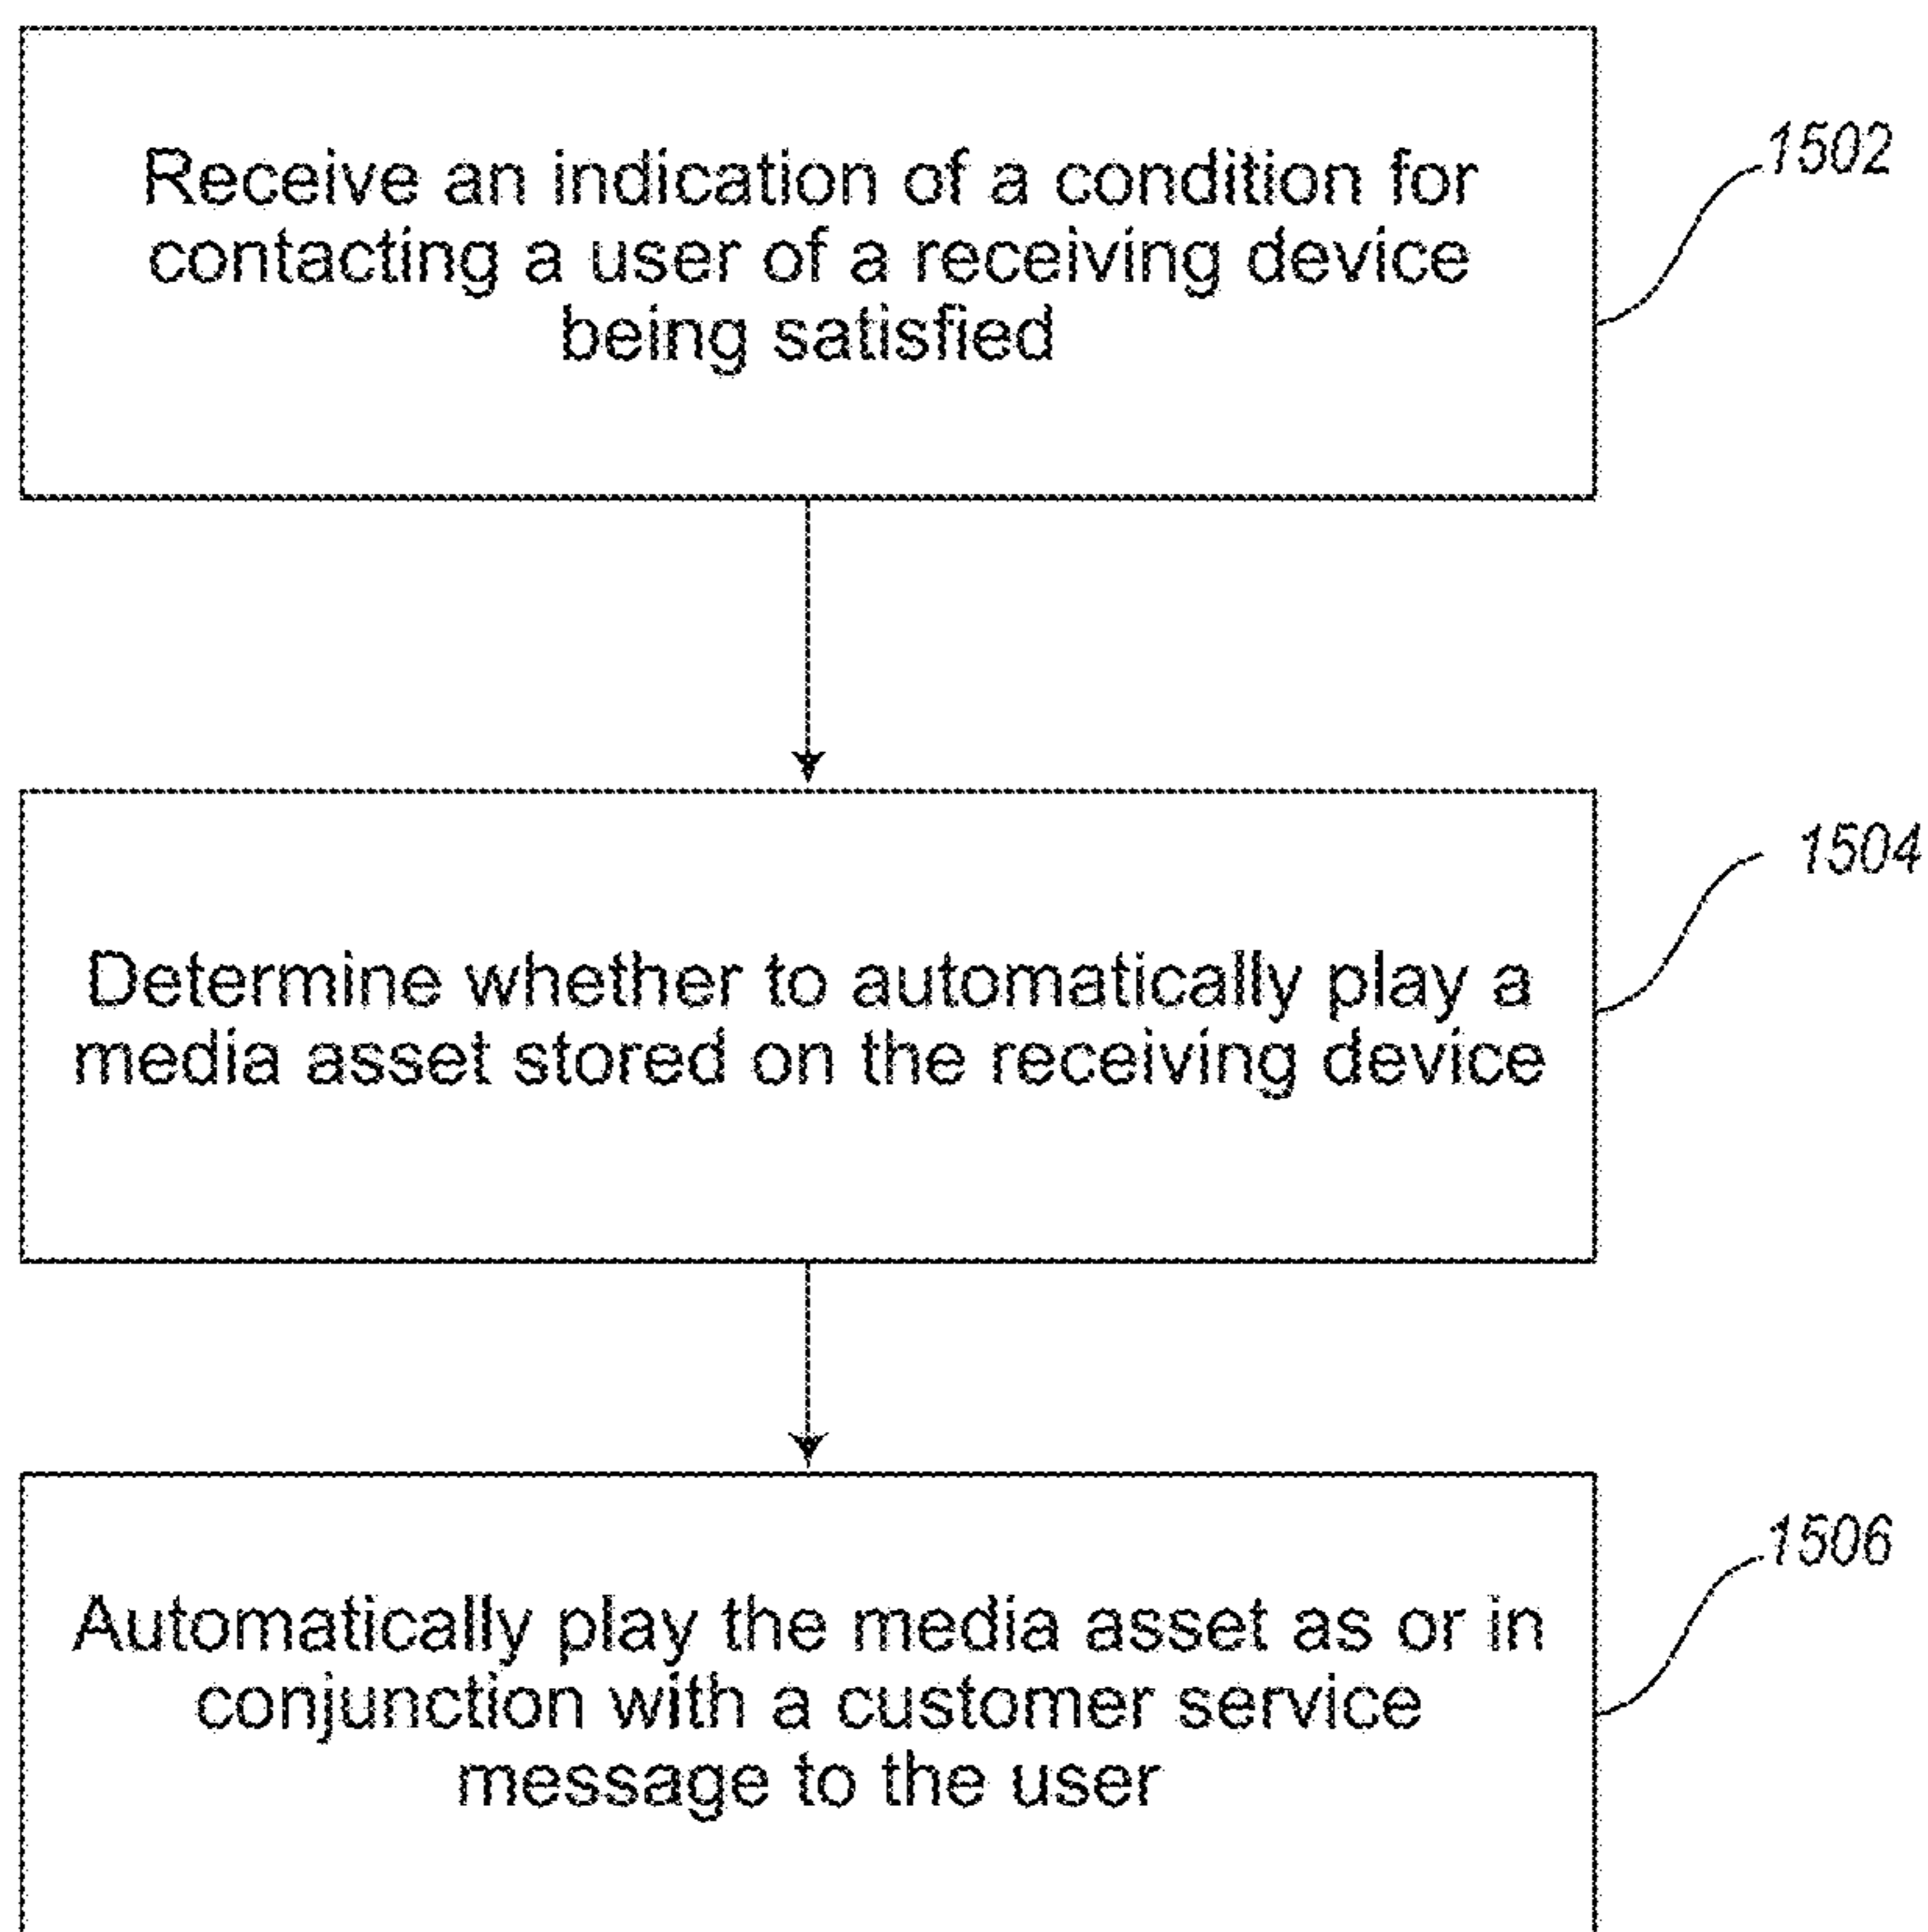 Receive an indication of a condition for
contacting a user of a receiving device
being satisfied
1502
Determine whether to automatically play a
media asset stored on the receiving device
1504
Automatically play the media asset as or in
conjunction with a customer service
message to the user
1506